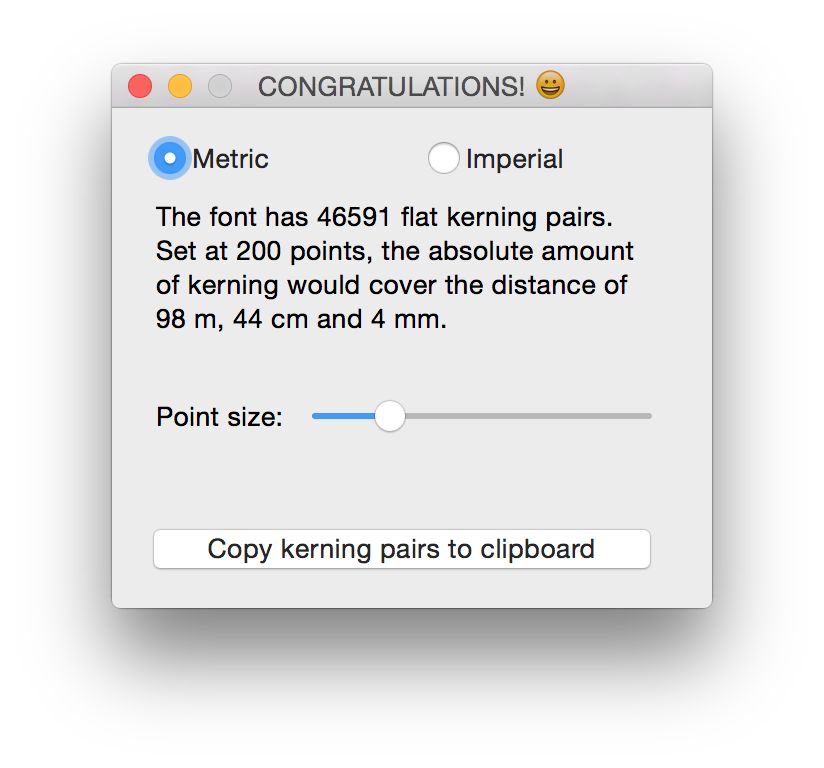 CONGRATULATIONS! 😀
Metric Imperial
The font has 46591 flat kerning pairs.
Set at 200 points, the absolute amount
of kerning would cover the distance of
98 m, 44 cm and 4 mm.
Point size:
Copy kerning pairs to clipboard